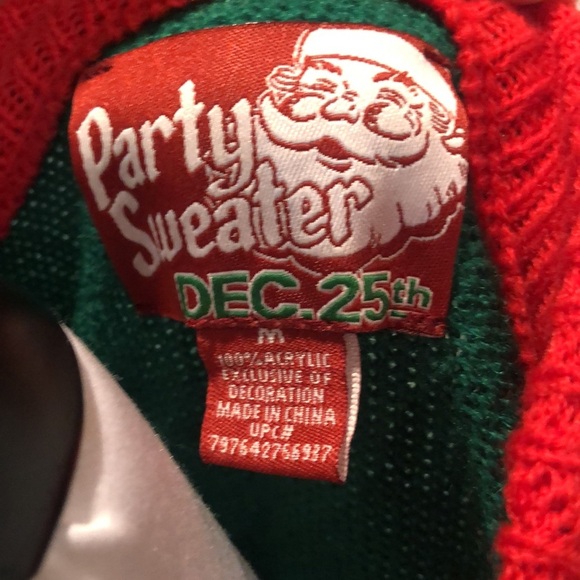 Party
Sweater
DEC. 25th
M
100% ACRYLIC
EXCLUSIVE OF
DECORATION
MADE IN CHINA
UPC#
797642766937